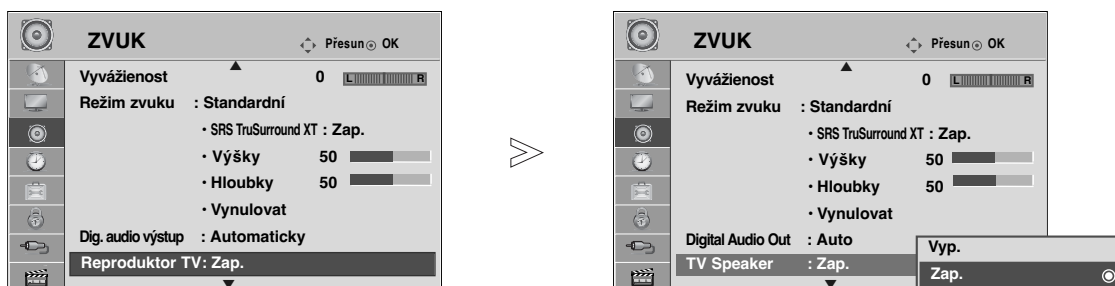 ZVUK
Přesun OK
Vyvážienost 0 L R
Režim zvuku : Standardní
• SRS TruSurround XT : Zap.
• Výšky 50
• Hloubky 50
• Vynulovat
Dig. audio výstup : Automaticky
Reproduktor TV: Zap.
>
ZVUK
Přesun OK
Vyvážienost 0 L R
Režim zvuku : Standardní
• SRS TruSurround XT : Zap.
• Výšky 50
• Hloubky 50
• Vynulovat
Digital Audio Out : Auto
TV Speaker : Zap.
Vyp.
Zap.